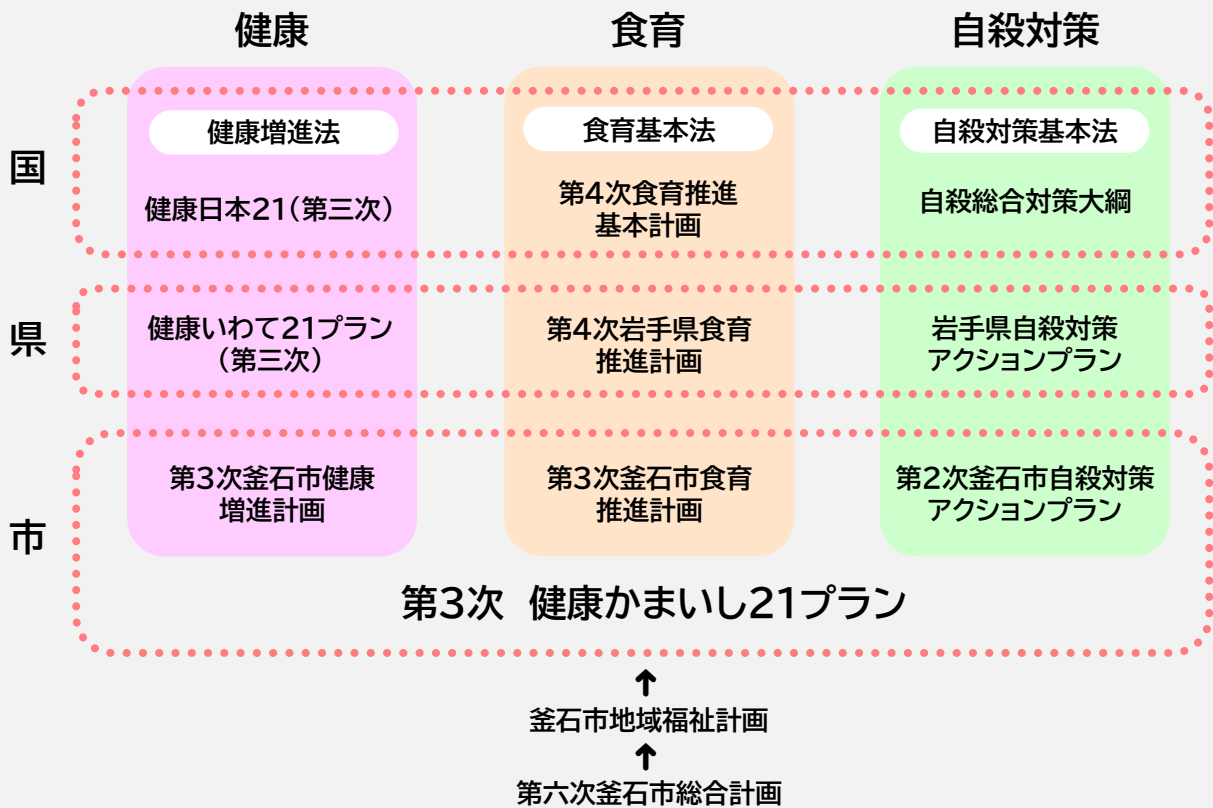 健康
食育
自殺対策
国
健康増進法
食育基本法
自殺対策基本法
健康日本21(第三次)
第4次食育推進
基本計画
自殺総合対策大綱
県
健康いわて21プラン
(第三次)
第4次岩手県食育
推進計画
岩手県自殺対策
アクションプラン
市
第3次釜石市健康
増進計画
第3次釜石市食育
推進計画
第2次釜石市自殺対策
アクションプラン
第3次 健康かまいし21プラン
↑
釜石市地域福祉計画
↑
第六次釜石市総合計画